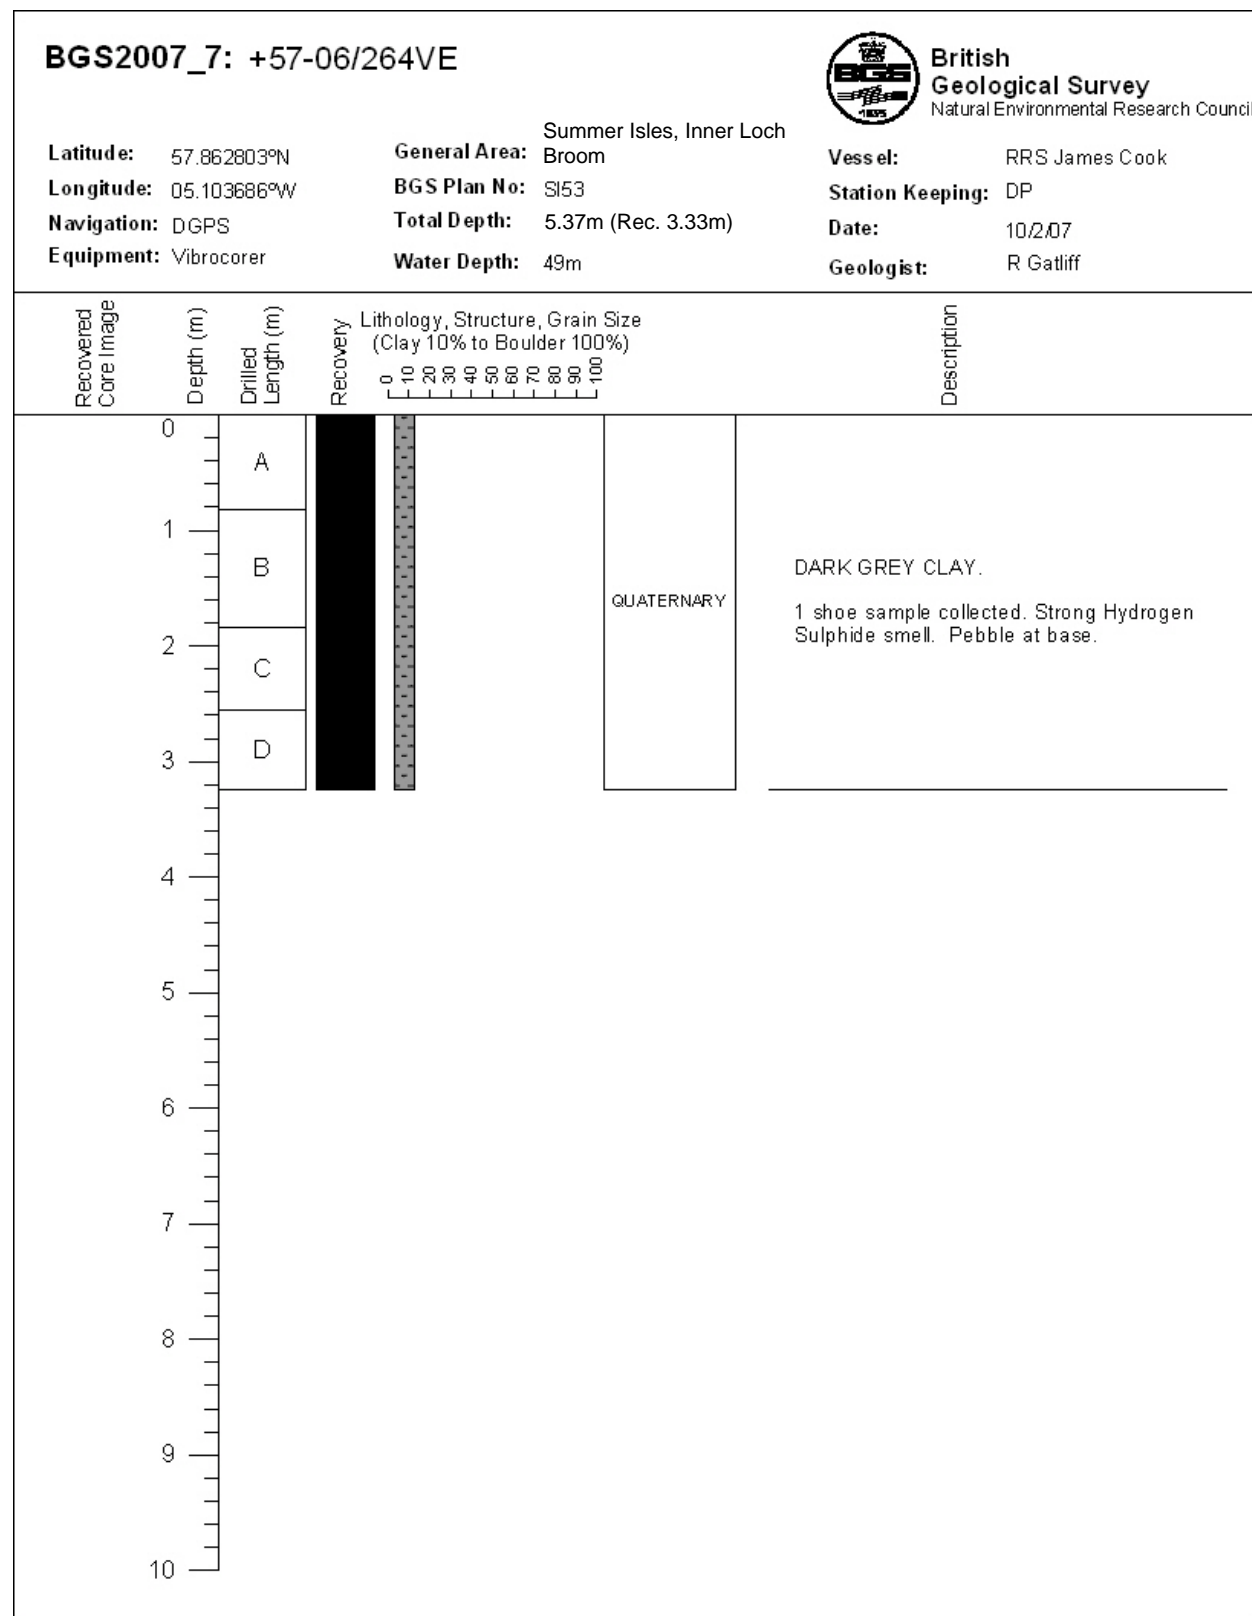 BGS2007_7: +57-06/264VE
BGS
1835
British
Geological Survey
Natural Environmental Research Council
Latitude: 57.862803ºN
Longitude: 05.103686ºW
Navigation: DGPS
Equipment: Vibrocorer
General Area: Summer Isles, Inner Loch
Broom
BGS Plan No: SI53
Total Depth: 5.37m (Rec. 3.33m)
Water Depth: 49m
Vessel: RRS James Cook
Station Keeping: DP
Date: 10/2/07
Geologist: R Gatliff
Recovered
Core Image
Depth (m)
Drilled
Length (m)
Recovery
Lithology, Structure, Grain Size
(Clay 10% to Boulder 100%)
0 10 20 30 40 50 60 70 80 90 100
Description
0
A
1
B
DARK GREY CLAY.
QUATERNARY
1 shoe sample collected. Strong Hydrogen
Sulphide smell. Pebble at base.
2
C
D
3
4
5
6
7
8
9
10